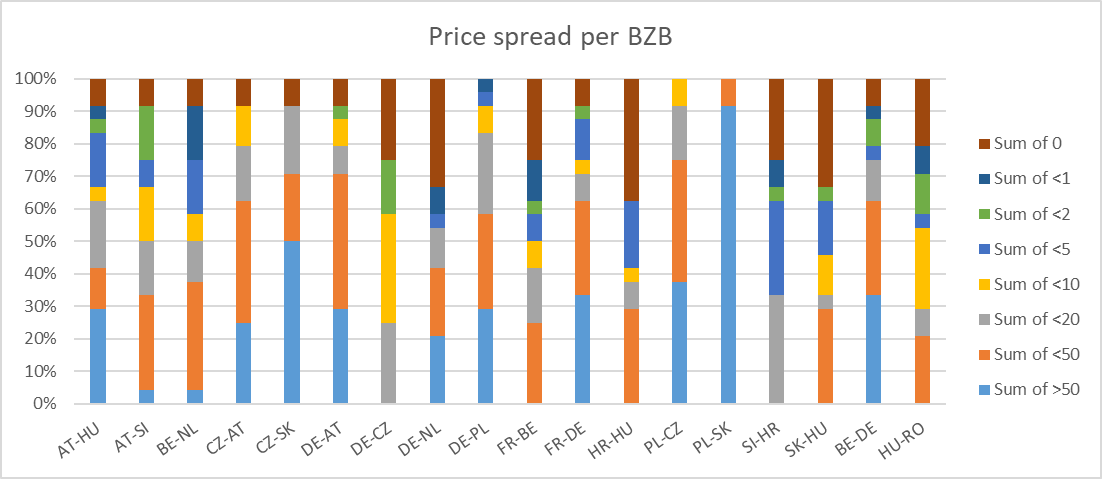 Price spread per BZB
100%
90%
80%
70%
60%
50%
40%
30%
20%
10%
0%
AT-HU
AT-SI
BE-NL
CZ-AT
CZ-SK
DE-AT
DE-CZ
DE-NL
DE-PL
FR-BE
FR-DE
HR-HU
PL-CZ
PL-SK
SI-HR
SK-HU
BE-DE
HU-RO
Sum of 0
Sum of <1
Sum of <2
Sum of <5
Sum of <10
Sum of <20
Sum of <50
Sum of >50